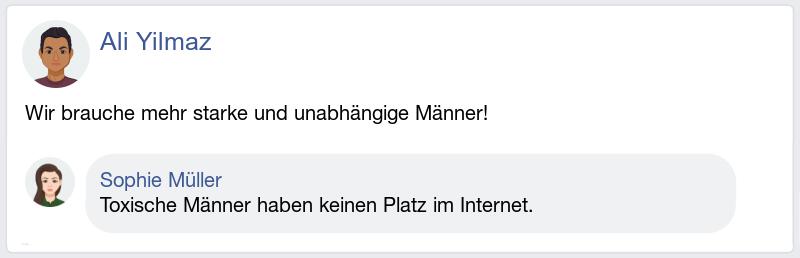 Ali Yilmaz
Wir brauche mehr starke und unabhängige Männer!
Sophie Müller
Toxische Männer haben keinen Platz im Internet.